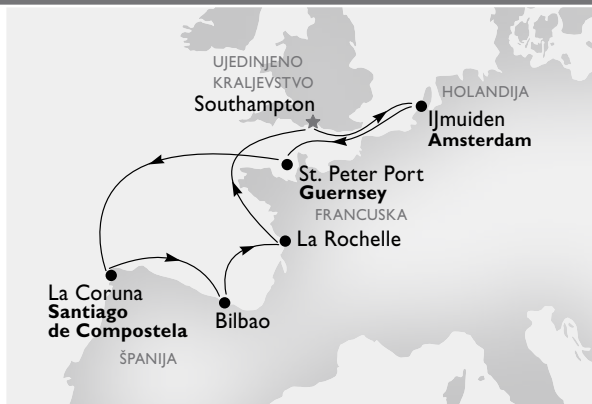 UJEDINJENO
KRALJEVSTVO
Southampton
HOLANDIJA
IJmuiden
Amsterdam
St. Peter Port
Guernsey
FRANCUSKA
La Rochelle
La Coruna
Santiago
de Compostela
Bilbao
ŠPANIJA